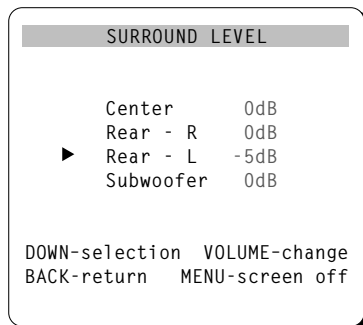 SURROUND LEVEL
Center 0dB
Rear - R 0dB
▶ Rear - L -5dB
Subwoofer 0dB
DOWN-selection VOLUME-change
BACK-return MENU-screen off